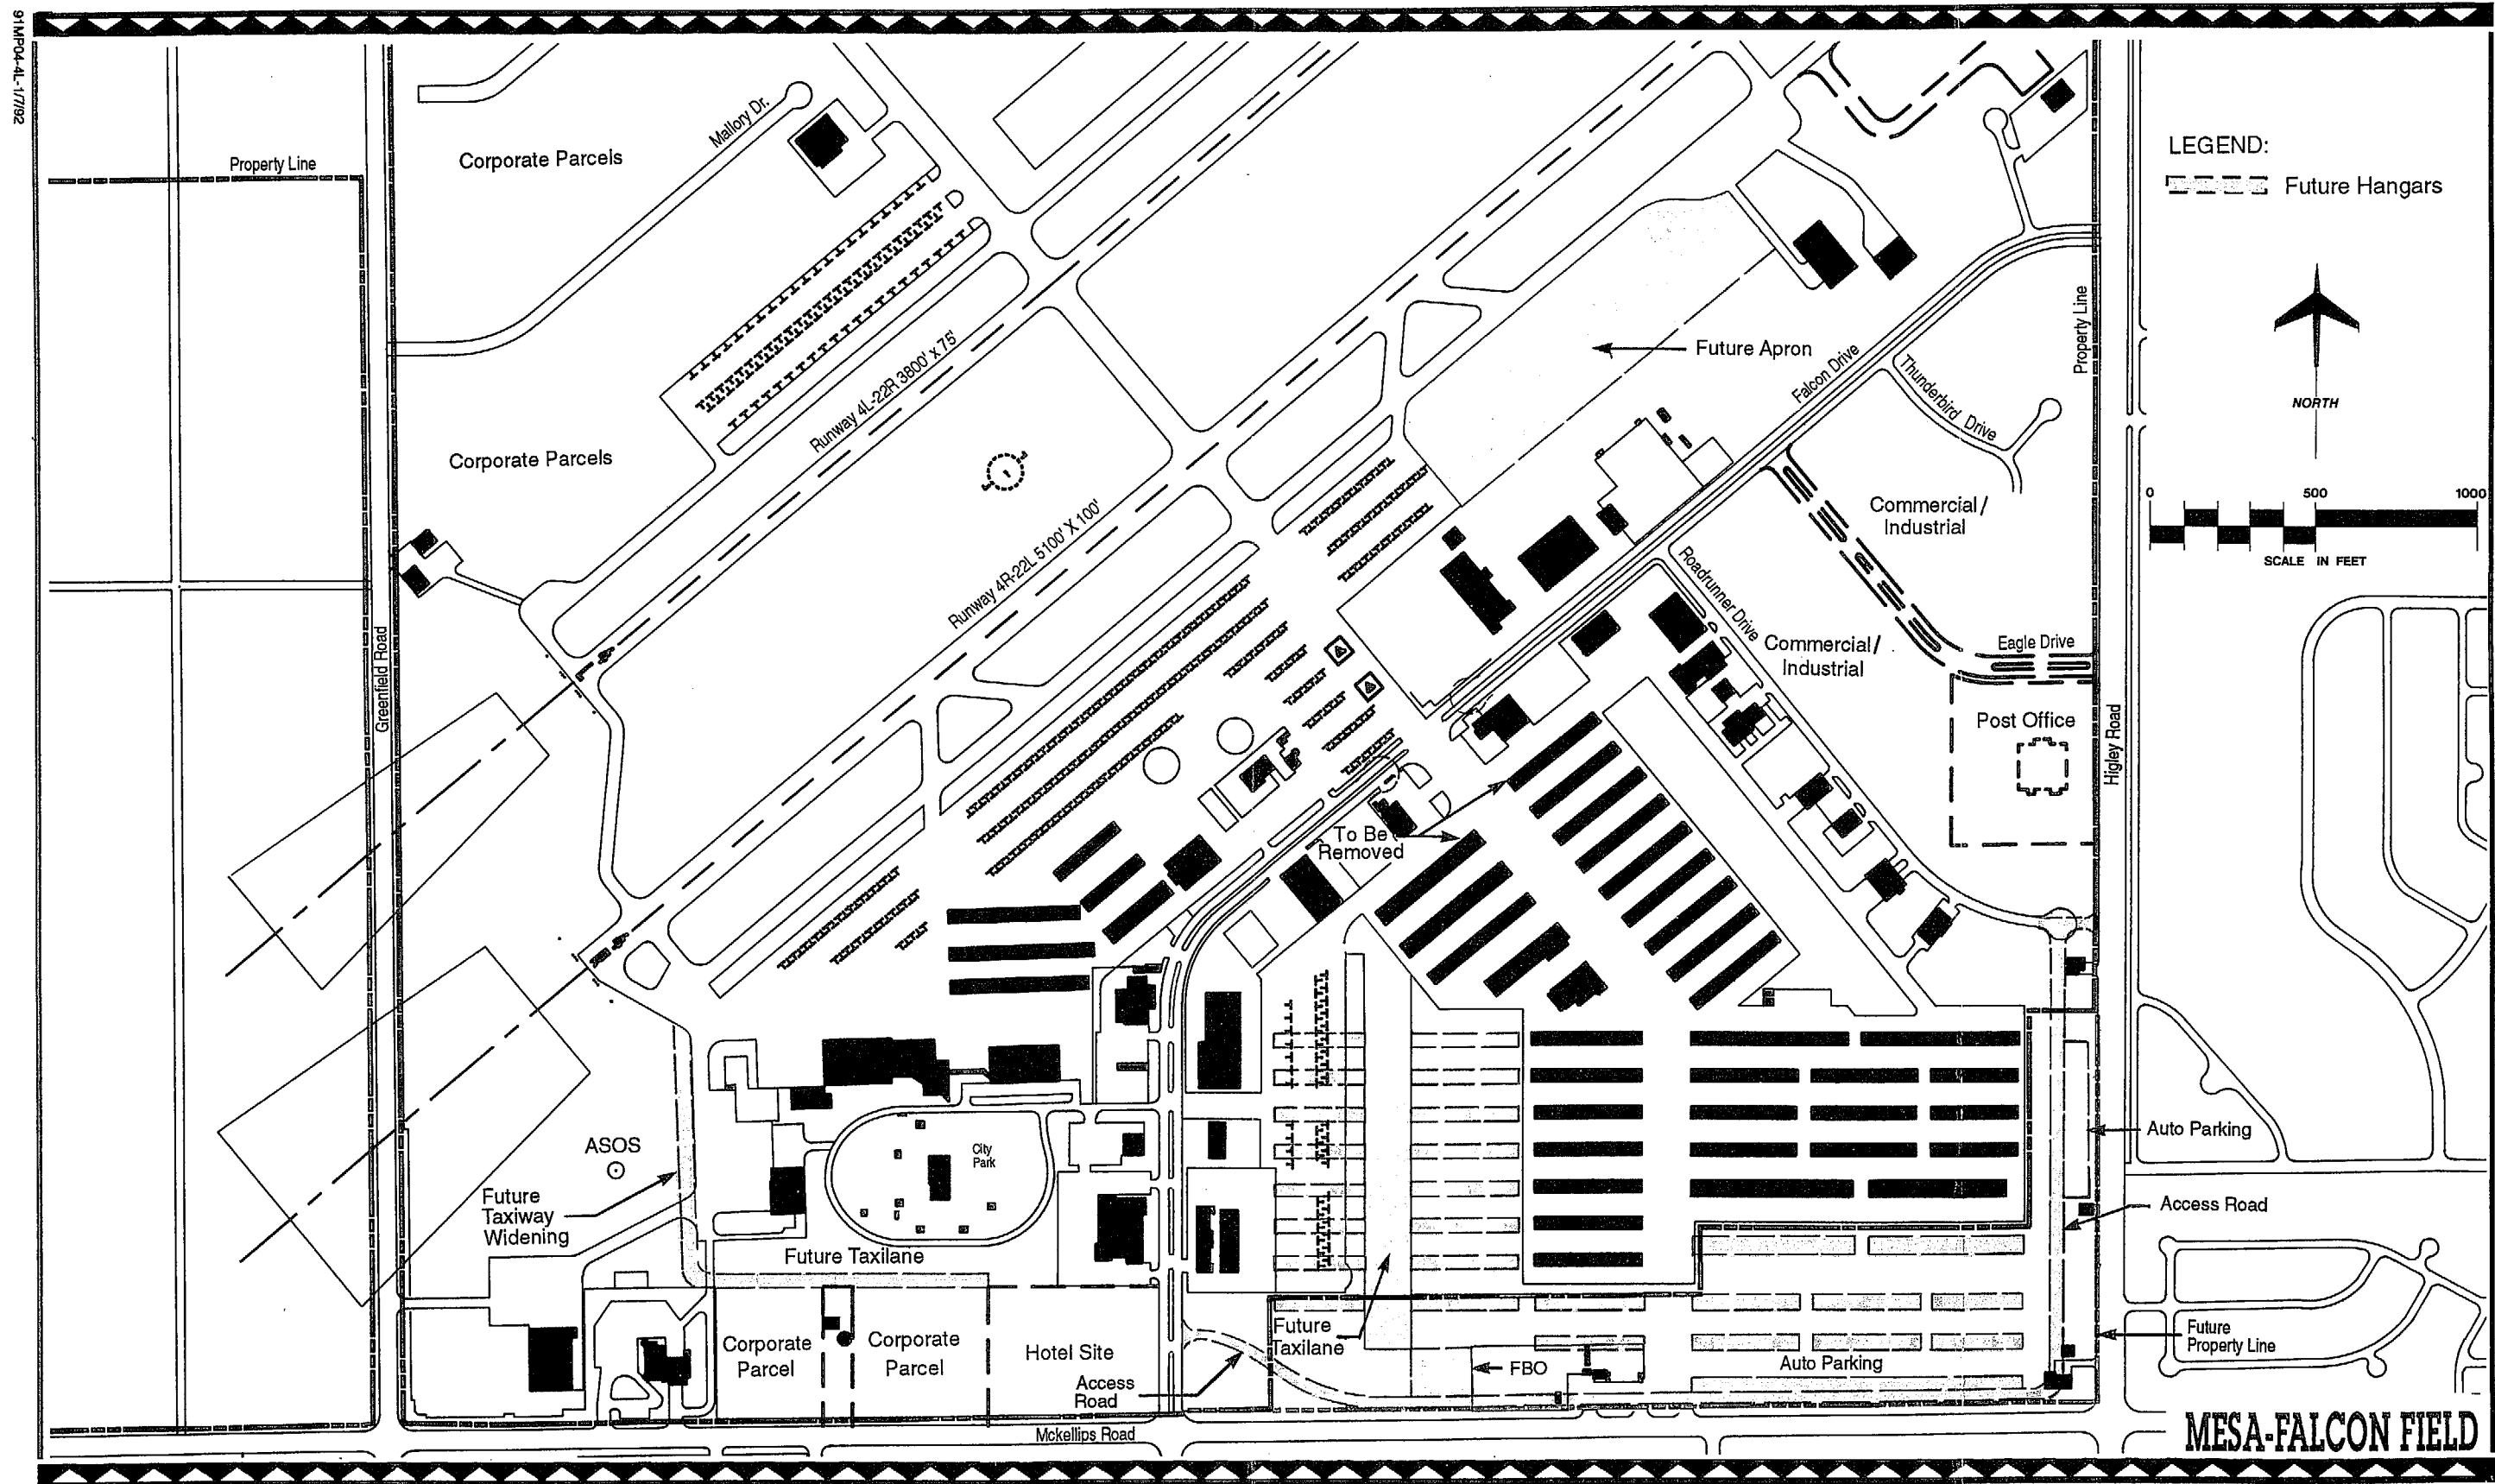 91MP04-4L-1/7/92
Property Line
Corporate Parcels
Mallory Dr.
LEGEND:
Future Hangars
Property Line
NORTH
Future Apron
Falcon Drive
Thunderbird Drive
Runway 4L-22R 3800' x 75'
Corporate Parcels
Runway 4R-22L 5100' X 100'
Commercial/
Industrial
0 500 1000
SCALE IN FEET
Roadrunner Drive
Commercial/
Industrial
Eagle Drive
Greenfield Road
Post Office
Higley Road
To Be
Removed
ASOS
City
Park
Auto Parking
Future
Taxiway
Widening
Access Road
Future Taxilane
Future
Taxilane
Future
Property Line
Corporate
Parcel
Corporate
Parcel
Hotel Site
Access
Road
FBO
Auto Parking
Mckellips Road
MESA-FALCON FIELD